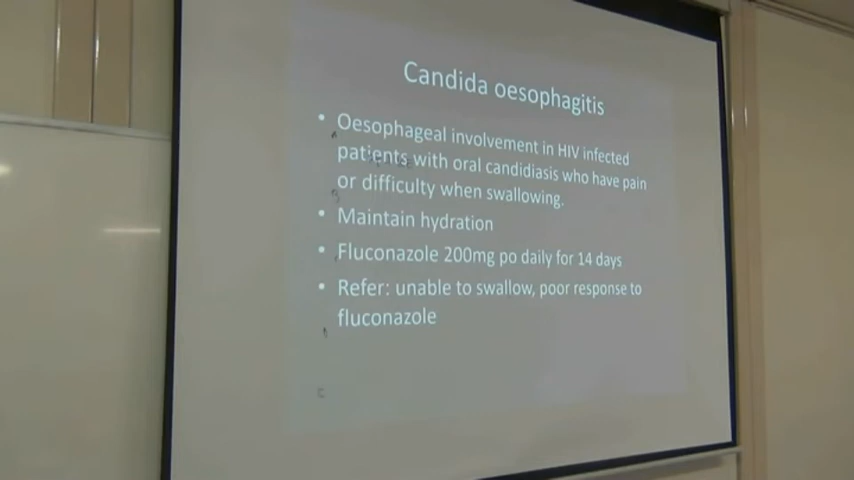 Candida oesophagitis
• Oesophageal involvement in HIV infected
patients with oral candidiasis who have pain
or difficulty when swallowing.
• Maintain hydration
• Fluconazole 200mg po daily for 14 days
• Refer: unable to swallow, poor response to
fluconazole